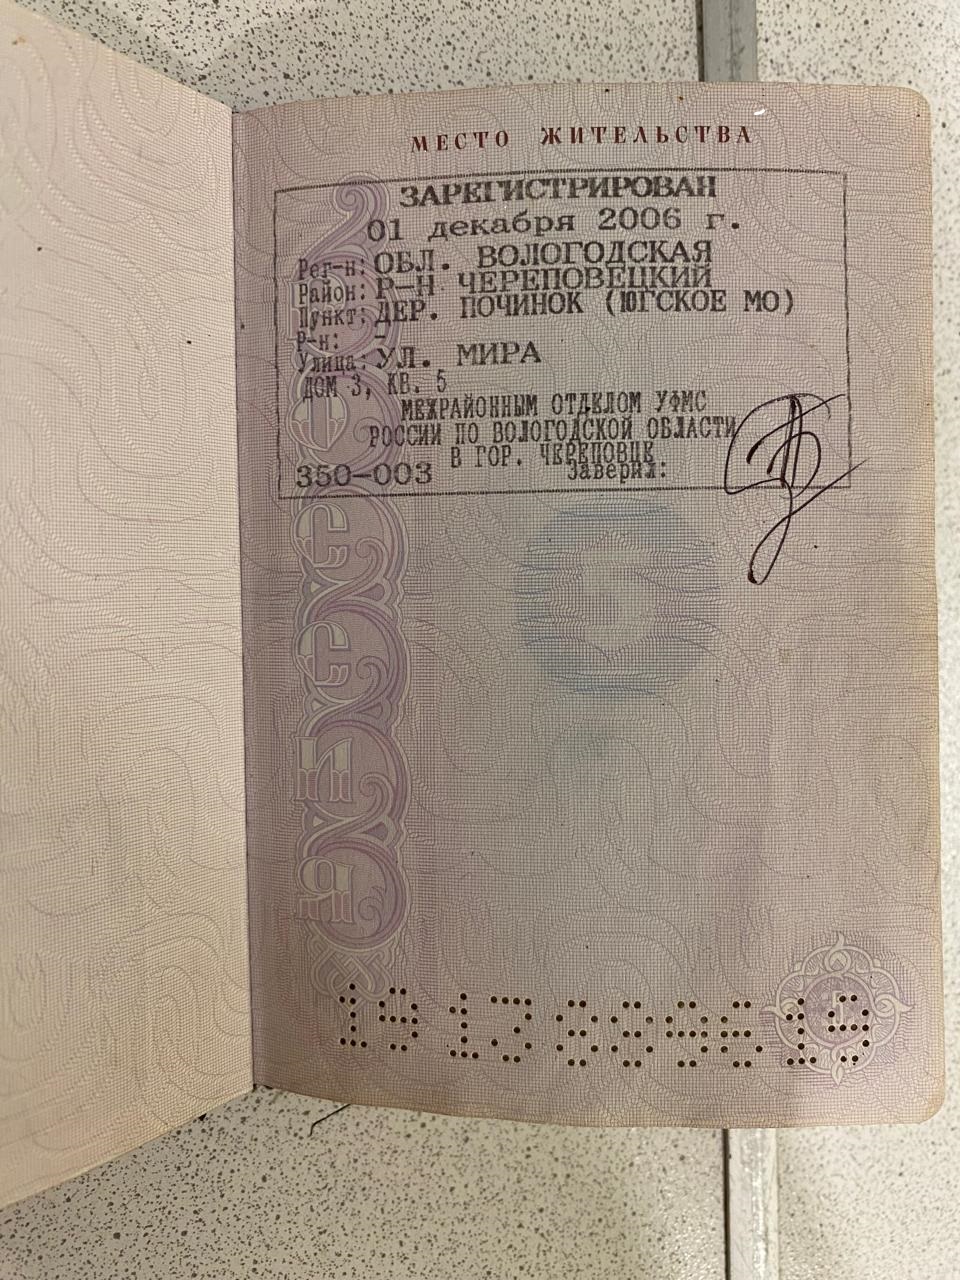 МЕСТО ЖИТЕЛЬСТВА
ЗАРЕГИСТРИРОВАН
01 декабря 2006 г.
Рег-н: ОБЛ. ВОЛОГОДСКАЯ
Район: Р-Н ЧЕРЕПОВЕЦКИЙ
Пункт: ДЕР. ПОЧИНОК (ЮГСКОЕ МО)
Р-н: -
Улица: УЛ. МИРА
ДОМ 3, КВ. 5
МЕЖРАЙОННЫМ ОТДЕЛОМ УФМС
РОССИИ ПО ВОЛОГОДСКОЙ ОБЛАСТИ
В ГОР. ЧЕРЕПОВЦЕ
350-003 Заверил:
РОССИЯ